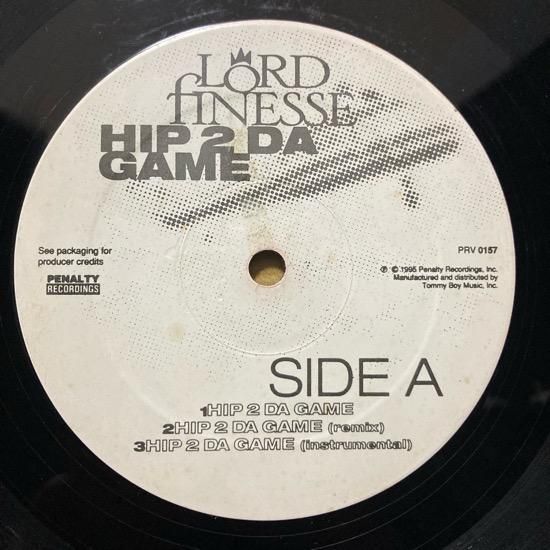 LORD
fINESSE
HIP 2 DA
GAME
See packaging for
producer credits
PENALTY
RECORDINGS
PRV 0157
℗ © 1995 Penalty Recordings, Inc.
Manufactured and distributed by
Tommy Boy Music, Inc.
SIDE A
1HIP 2 DA GAME
2HIP 2 DA GAME (remix)
3HIP 2 DA GAME (instrumental)